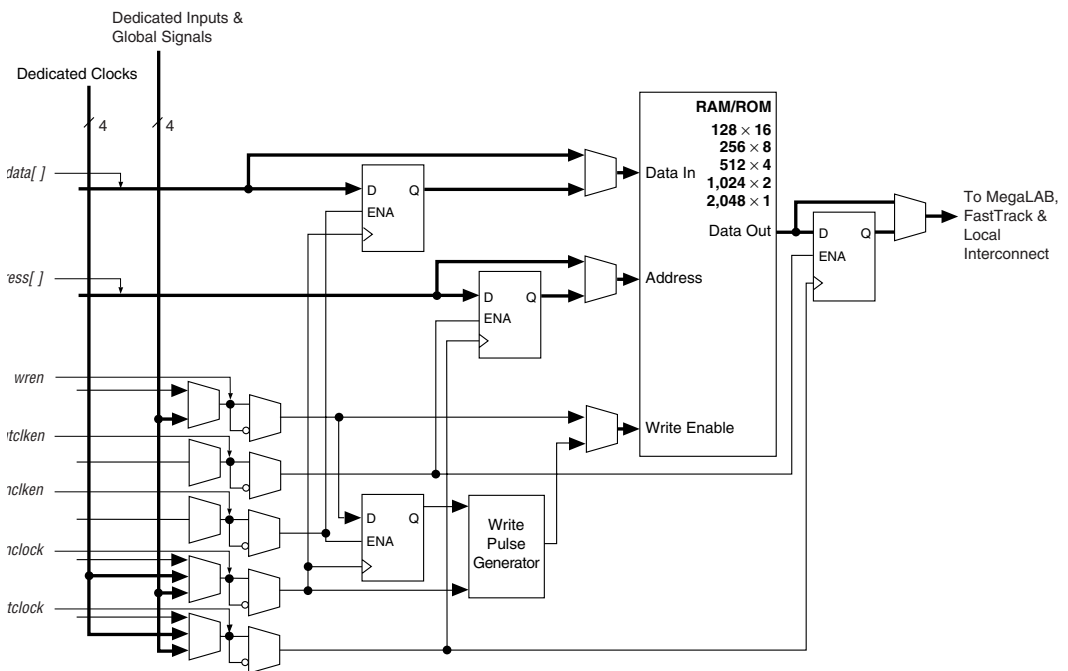 Dedicated Inputs &
Global Signals
Dedicated Clocks
4
4
RAM/ROM
128 × 16
256 × 8
512 × 4
1,024 × 2
2,048 × 1
data[ ]
D
Q
ENA
Data In
Data Out
D
Q
ENA
To MegaLAB,
FastTrack &
Local
Interconnect
ress[ ]
D
Q
ENA
Address
wren
Write Enable
tclken
nclken
D
Q
ENA
Write
Pulse
Generator
nclock
tclock